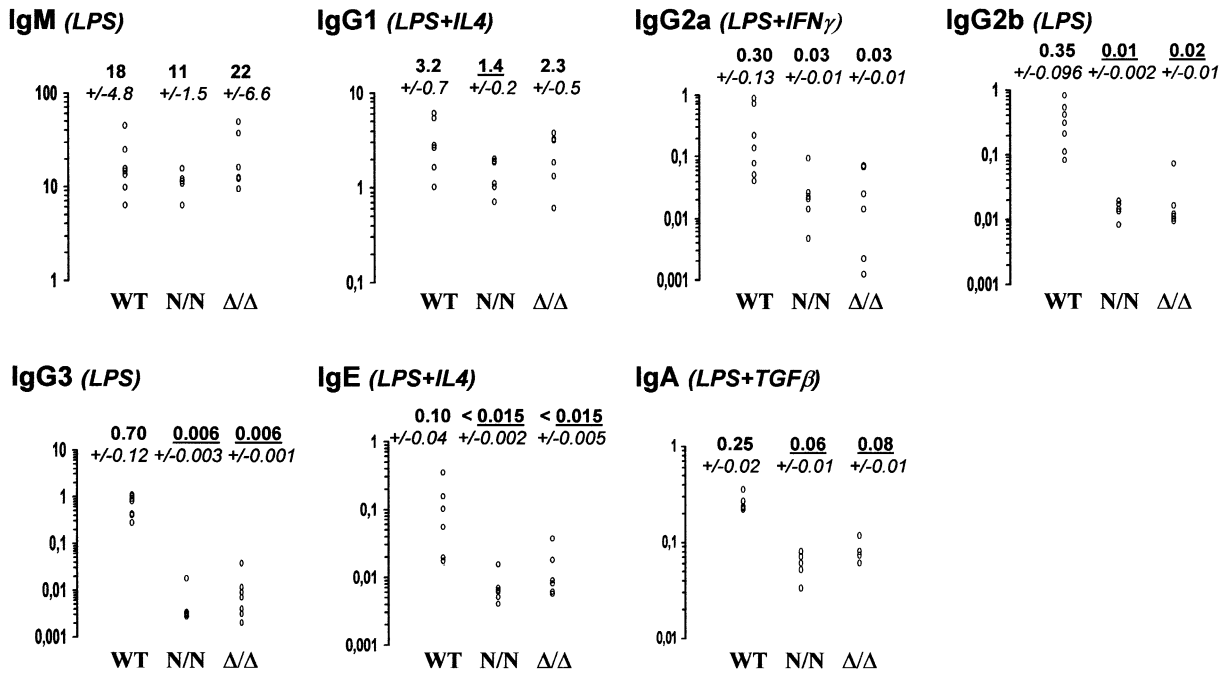 IgM (LPS)
18 11 22
+/-4.8 +/-1.5 +/-6.6
100
10
1
WT N/N Δ/Δ
IgG1 (LPS+IL4)
3.2 1.4 2.3
+/-0.7 +/-0.2 +/-0.5
10
1
0,1
WT N/N Δ/Δ
IgG2a (LPS+IFNγ)
0.30 0.03 0.03
+/-0.13 +/-0.01 +/-0.01
1
0,1
0,01
0,001
WT N/N Δ/Δ
IgG2b (LPS)
0.35 0.01 0.02
+/-0.096 +/-0.002 +/-0.01
1
0,1
0,01
0,001
WT N/N Δ/Δ
IgG3 (LPS)
0.70 0.006 0.006
+/-0.12 +/-0.003 +/-0.001
10
1
0,1
0,01
0,001
WT N/N Δ/Δ
IgE (LPS+IL4)
0.10 < 0.015 < 0.015
+/-0.04 +/-0.002 +/-0.005
1
0,1
0,01
0,001
WT N/N Δ/Δ
IgA (LPS+TGFβ)
0.25 0.06 0.08
+/-0.02 +/-0.01 +/-0.01
1
0,1
0,01
WT N/N Δ/Δ